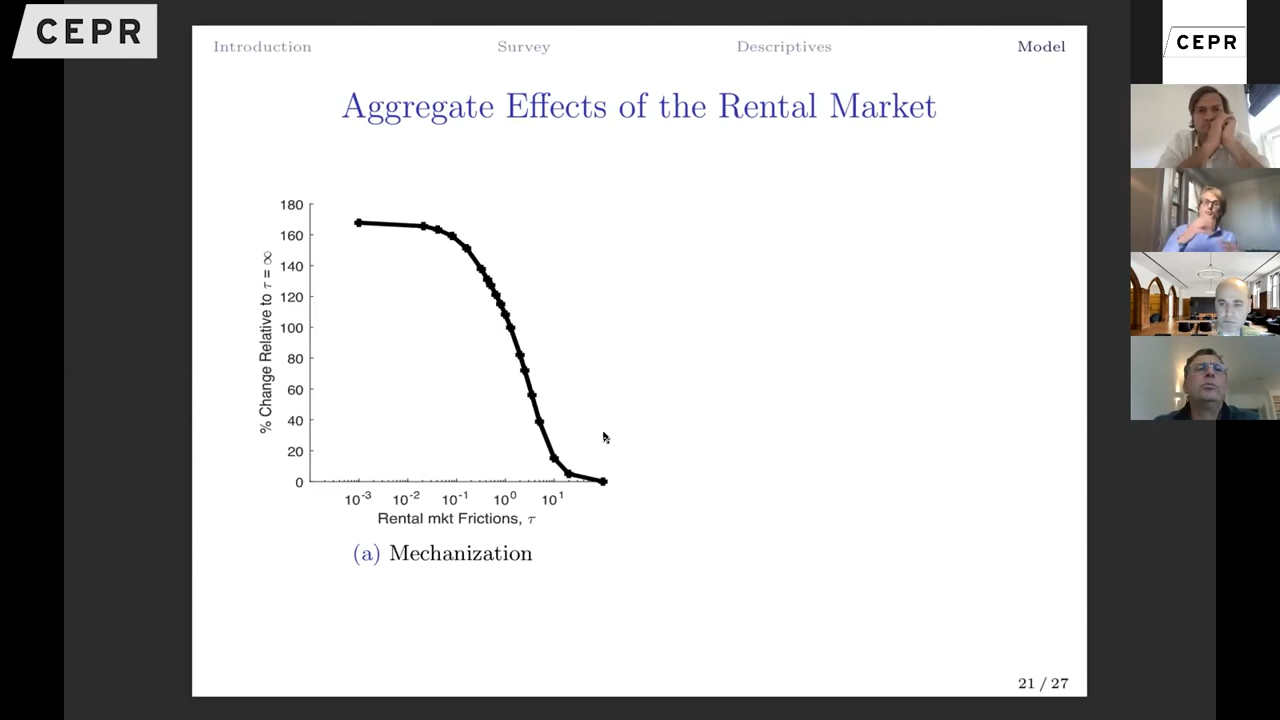 CEPR
CEPR
Introduction Survey Descriptives Model
Aggregate Effects of the Rental Market
% Change Relative to τ = ∞
180
160
140
120
100
80
60
40
20
0
10⁻³ 10⁻² 10⁻¹ 10⁰ 10¹
Rental mkt Frictions, τ
(a) Mechanization
21 / 27